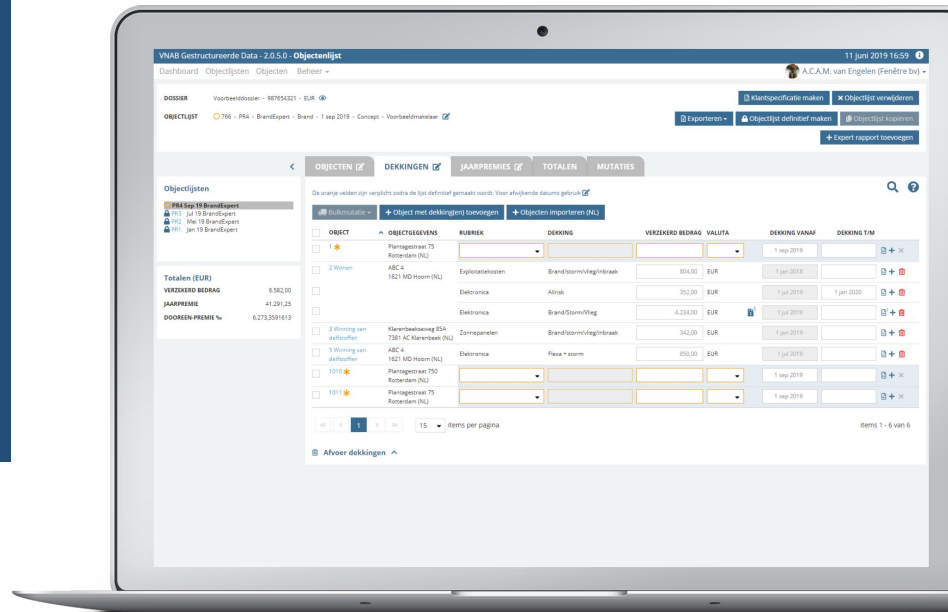 VNAB Gestructureerde Data - 2.0.5.0 - Objectenlijst
11 juni 2019 16:59
Dashboard Objectlijsten Objecten Beheer
A.C.A.M. van Engelen (Fenêtre bv)
DOSSIER Voorbeelddossier - 987654321 - EUR
Klantspecificatie maken × Objectlijst verwijderen
OBJECTLIJST 766 - PR4 - BrandExpert - Brand - 1 sep 2019 - Concept - Voorbeeldmakelaar
Exporteren Objectlijst definitief maken Objectlijst kopiëren
+ Expert rapport toevoegen
OBJECTEN DEKKINGEN JAARPREMIES TOTALEN MUTATIES
Objectlijsten
PR4 Sep 19 BrandExpert
PR3 Jul 19 BrandExpert
PR2 Mei 19 BrandExpert
PR1 Jan 19 BrandExpert
Totalen (EUR)
VERZEKERD BEDRAG 6.582,00
JAARPREMIE 41.291,25
DOOREEN-PREMIE ‰ 6.273,3591613
De oranje velden zijn verplicht zodra de lijst definitief gemaakt wordt. Voor afwijkende datums gebruik
Bulkmutatie + Object met dekking(en) toevoegen + Objecten importeren (NL)
OBJECT OBJECTGEGEVENS RUBRIEK DEKKING VERZEKERD BEDRAG VALUTA DEKKING VANAF DEKKING T/M
1 Plantagestraat 75 1 sep 2019
Rotterdam (NL)
2 Wonen ABC 4 Exploitatiekosten Brand/storm/vlieg/inbraak 804,00 EUR 1 jan 2018
1621 MD Hoorn (NL)
Elektronica Allrisk 352,00 EUR 1 jul 2019 1 jan 2020
Elektronica Brand/Storm/Vlieg 4.234,00 EUR 1 jul 2019
3 Winning van Klarenbeekseweg 85A Zonnepanelen Brand/storm/vlieg/inbraak 342,00 EUR 1 jan 2019
delfstoffen 7381 AC Klarenbeek (NL)
5 Winning van ABC 4 Elektronica Flexa + storm 850,00 EUR 1 jul 2019
delfstoffen 1621 MD Hoorn (NL)
1010 Plantagestraat 750 1 sep 2019
Rotterdam (NL)
1011 Plantagestraat 75 1 sep 2019
Rotterdam (NL)
1 15 items per pagina items 1 - 6 van 6
Afvoer dekkingen